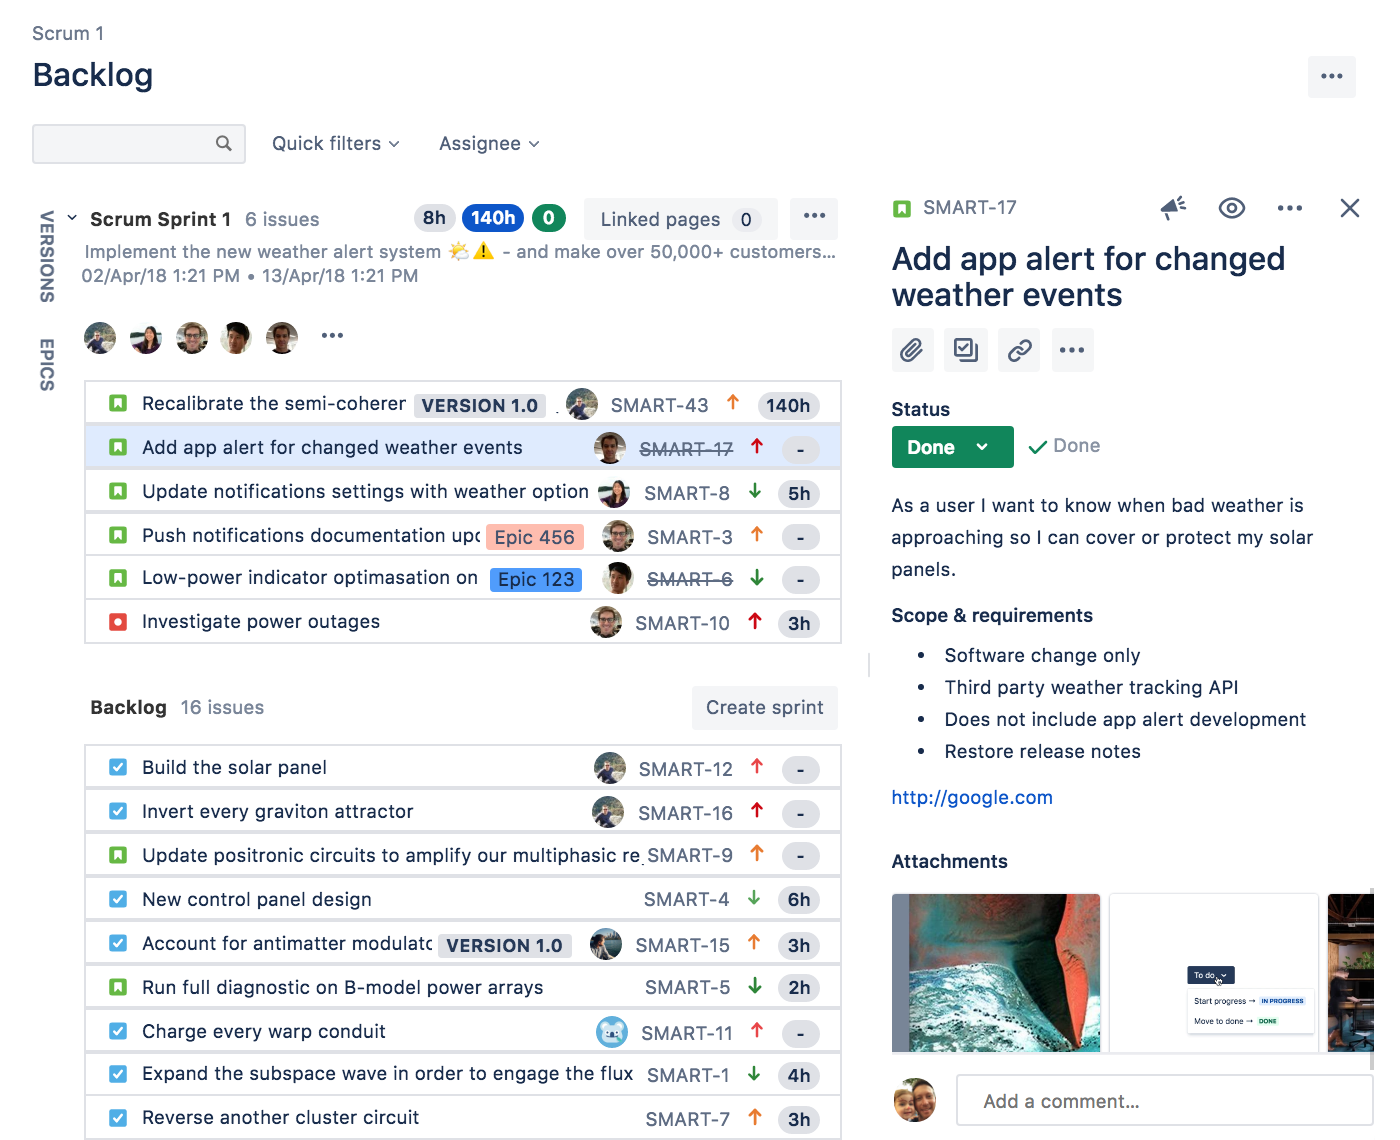 Scrum 1
Backlog
Quick filters
Assignee
VERSIONS
EPICS
Scrum Sprint 1 6 issues 8h 140h 0 Linked pages 0
Implement the new weather alert system 🌤️⚠️ - and make over 50,000+ customers...
02/Apr/18 1:21 PM • 13/Apr/18 1:21 PM
Recalibrate the semi-coherer VERSION 1.0 . SMART-43 140h
Add app alert for changed weather events SMART-17 -
Update notifications settings with weather option SMART-8 5h
Push notifications documentation upd Epic 456 SMART-3 -
Low-power indicator optimasation on Epic 123 SMART-6 -
Investigate power outages SMART-10 3h
Backlog 16 issues Create sprint
Build the solar panel SMART-12 -
Invert every graviton attractor SMART-16 -
Update positronic circuits to amplify our multiphasic re SMART-9 -
New control panel design SMART-4 6h
Account for antimatter modulatc VERSION 1.0 SMART-15 3h
Run full diagnostic on B-model power arrays SMART-5 2h
Charge every warp conduit SMART-11 -
Expand the subspace wave in order to engage the flux SMART-1 4h
Reverse another cluster circuit SMART-7 3h
SMART-17
Add app alert for changed
weather events
Status
Done
Done
As a user I want to know when bad weather is
approaching so I can cover or protect my solar
panels.
Scope & requirements
• Software change only
• Third party weather tracking API
• Does not include app alert development
• Restore release notes
http://google.com
Attachments
To do
Start progress → IN PROGRESS
Move to done → DONE
Add a comment...